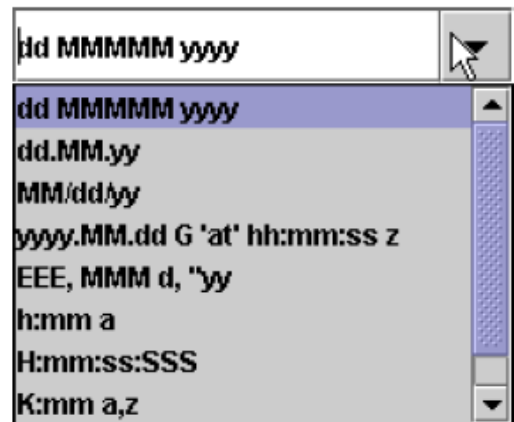 dd MMMMM yyyy
dd MMMMM yyyy
dd.MM.yy
MM/dd/yy
yyyy.MM.dd G 'at' hh:mm:ss z
EEE, MMM d, ''yy
h:mm a
H:mm:ss:SSS
K:mm a,z